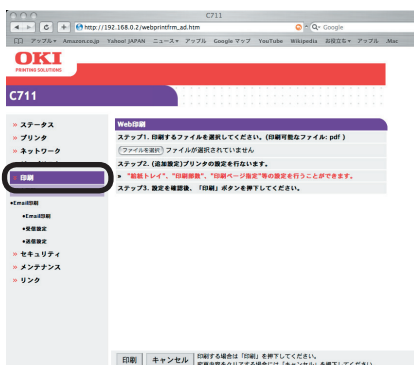 C711
http://192.168.0.2/webprintfrm_ad.htm
Google
アップル Amazon.co.jp Yahoo! JAPAN ニュース アップル Google マップ YouTube Wikipedia お役立ち アップル .Mac
OKI
PRINTING SOLUTIONS
C711
ステータス
プリンタ
ネットワーク
印刷
•Email印刷
•Email印刷
•受信設定
•送信設定
セキュリティ
メンテナンス
リンク
Web印刷
ステップ1. 印刷するファイルを選択してください。(印刷可能なファイル: pdf )
ファイルを選択 ファイルが選択されていません
ステップ2. (追加設定)プリンタの設定を行ないます。
» "給紙トレイ"、"印刷部数"、"印刷ページ指定"等の設定を行うことができます。
ステップ3. 設定を確認後、「印刷」ボタンを押下してください。
印刷 キャンセル
印刷する場合は「印刷」を押下してください。